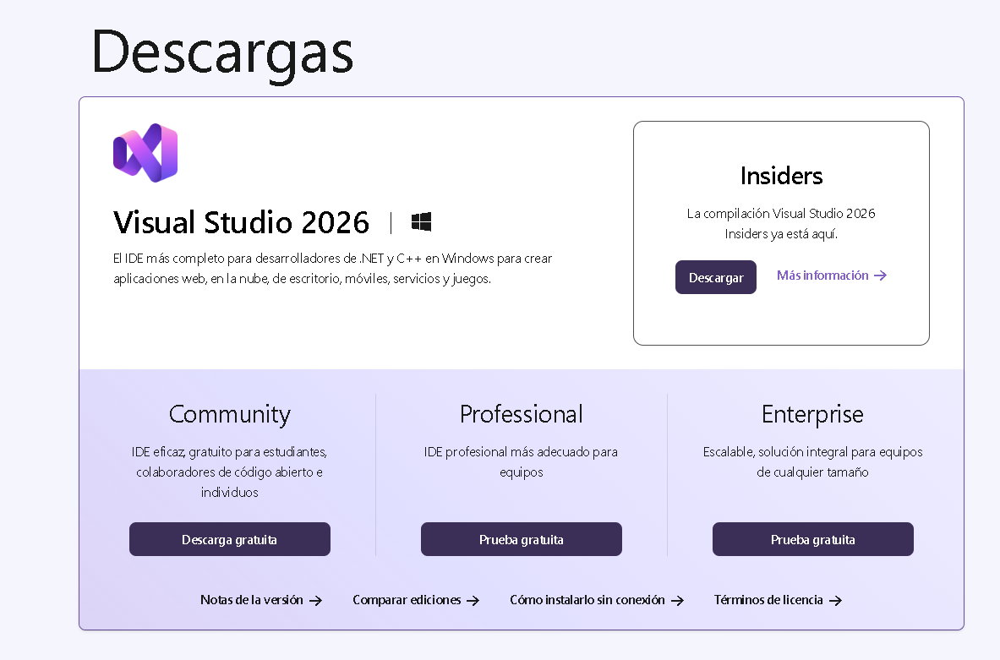 Descargas
Visual Studio 2026
El IDE más completo para desarrolladores de .NET y C++ en Windows para crear
aplicaciones web, en la nube, de escritorio, móviles, servicios y juegos.
Insiders
La compilación Visual Studio 2026
Insiders ya está aquí.
Descargar
Más información
Community
IDE eficaz, gratuito para estudiantes,
colaboradores de código abierto e
individuos
Descarga gratuita
Professional
IDE profesional más adecuado para
equipos
Prueba gratuita
Enterprise
Escalable, solución integral para equipos
de cualquier tamaño
Prueba gratuita
Notas de la versión
Comparar ediciones
Cómo instalarlo sin conexión
Términos de licencia